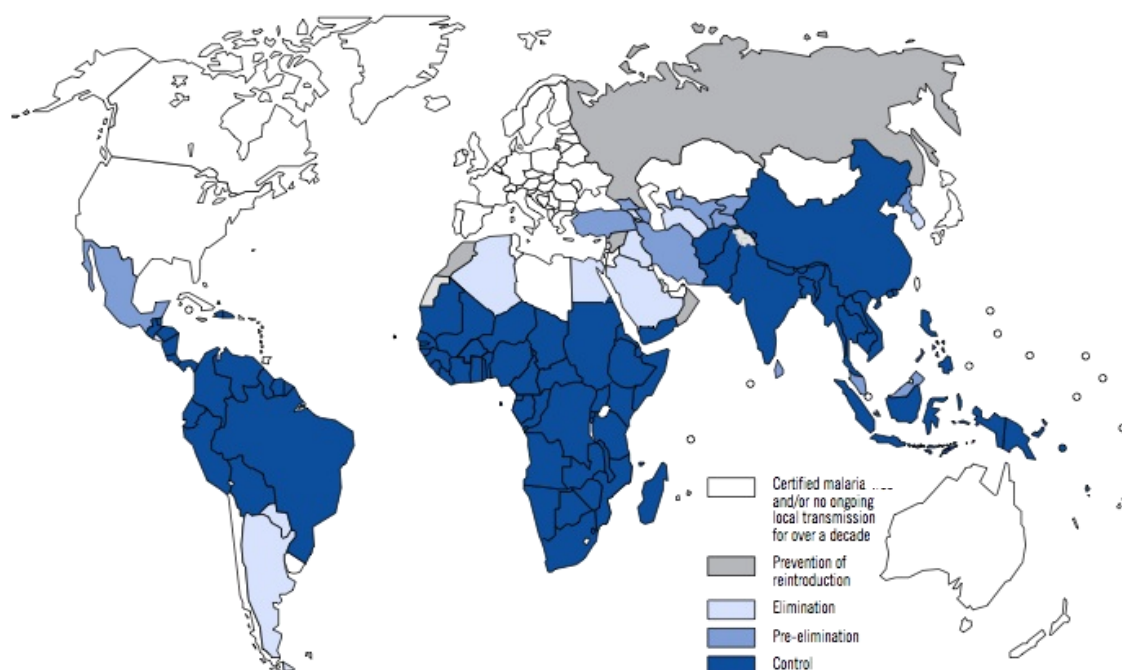 Certified malaria
and/or no ongoing
local transmission
for over a decade
Prevention of
reintroduction
Elimination
Pre-elimination
Control